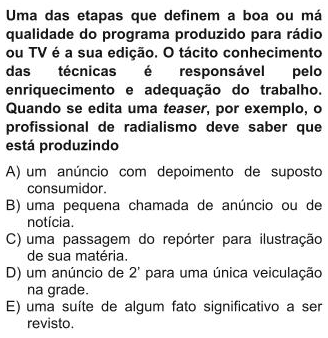 Uma das etapas que definem a boa ou má
qualidade do programa produzido para rádio
ou TV é a sua edição. O tácito conhecimento
das técnicas é responsável pelo
enriquecimento e adequação do trabalho.
Quando se edita uma teaser, por exemplo, o
profissional de radialismo deve saber que
está produzindo
A) um anúncio com depoimento de suposto
consumidor.
B) uma pequena chamada de anúncio ou de
notícia.
C) uma passagem do repórter para ilustração
de sua matéria.
D) um anúncio de 2' para uma única veiculação
na grade.
E) uma suíte de algum fato significativo a ser
revisto.